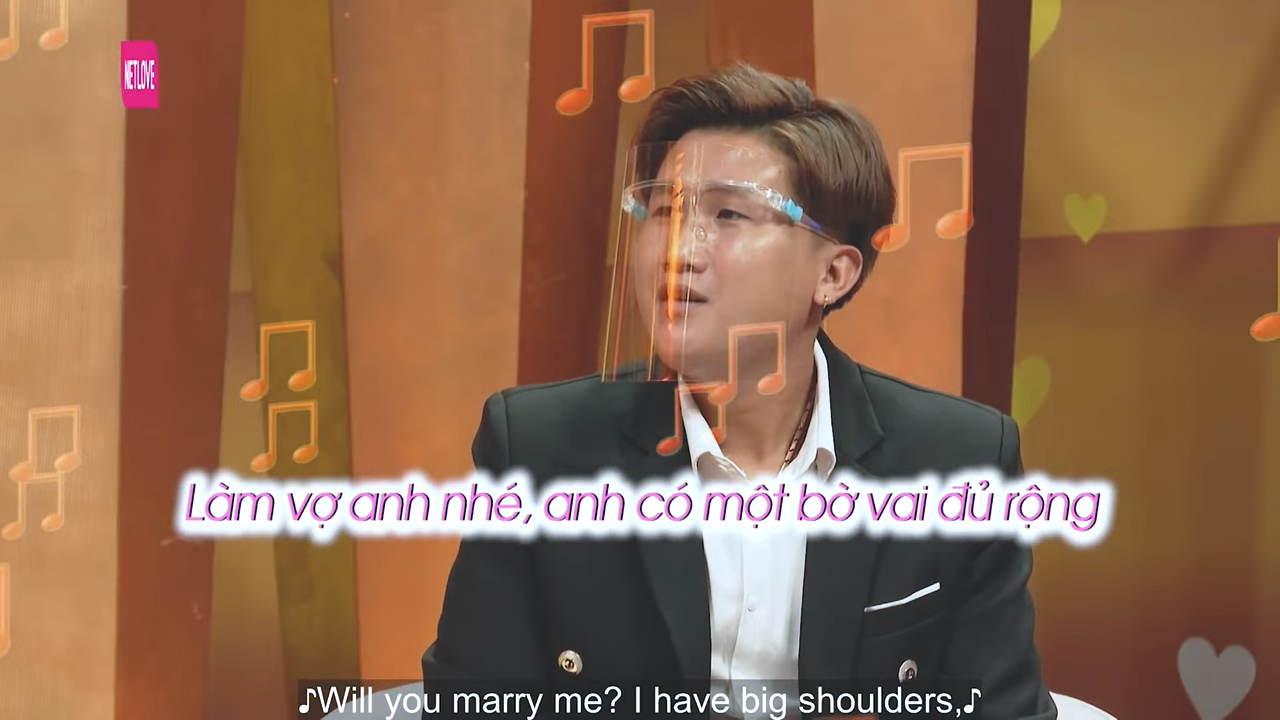 NETLOVE
Làm vợ anh nhé, anh có một bờ vai đủ rộng
♪Will you marry me? I have big shoulders,♪